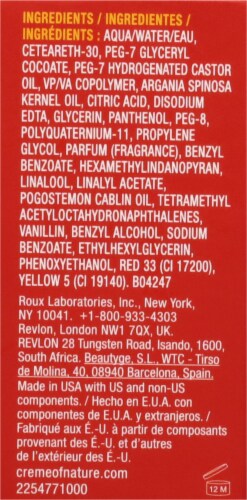 INGREDIENTS / INGREDIENTES /
INGRÉDIENTS : AQUA/WATER/EAU,
CETEARETH-30, PEG-7 GLYCERYL
COCOATE, PEG-7 HYDROGENATED CASTOR
OIL, VP/VA COPOLYMER, ARGANIA SPINOSA
KERNEL OIL, CITRIC ACID, DISODIUM
EDTA, GLYCERIN, PANTHENOL, PEG-8,
POLYQUATERNIUM-11, PROPYLENE
GLYCOL, PARFUM (FRAGRANCE), BENZYL
BENZOATE, HEXAMETHYLINDANOPYRAN,
LINALOOL, LINALYL ACETATE,
POGOSTEMON CABLIN OIL, TETRAMETHYL
ACETYLOCTAHYDRONAPHTHALENES,
VANILLIN, BENZYL ALCOHOL, SODIUM
BENZOATE, ETHYLHEXYLGLYCERIN,
PHENOXYETHANOL, RED 33 (CI 17200),
YELLOW 5 (CI 19140). B04247
Roux Laboratories, Inc., New York,
NY 10041. +1-800-933-4303
Revlon, London NW1 7QX, UK.
REVLON 28 Tungsten Road, Isando, 1600,
South Africa. Beautyge, S.L., WTC - Tirso
de Molina, 40, 08940 Barcelona, Spain.
Made in USA with US and non-US
components. / Hecho en E.U.A. con
componentes de E.U.A. y extranjeros. /
Fabriqué aux É.-U. à partir de composants
provenant des É.-U. et d'autres
de l'extérieur des É.-U.
cremeofnature.com
2254771000
12 M